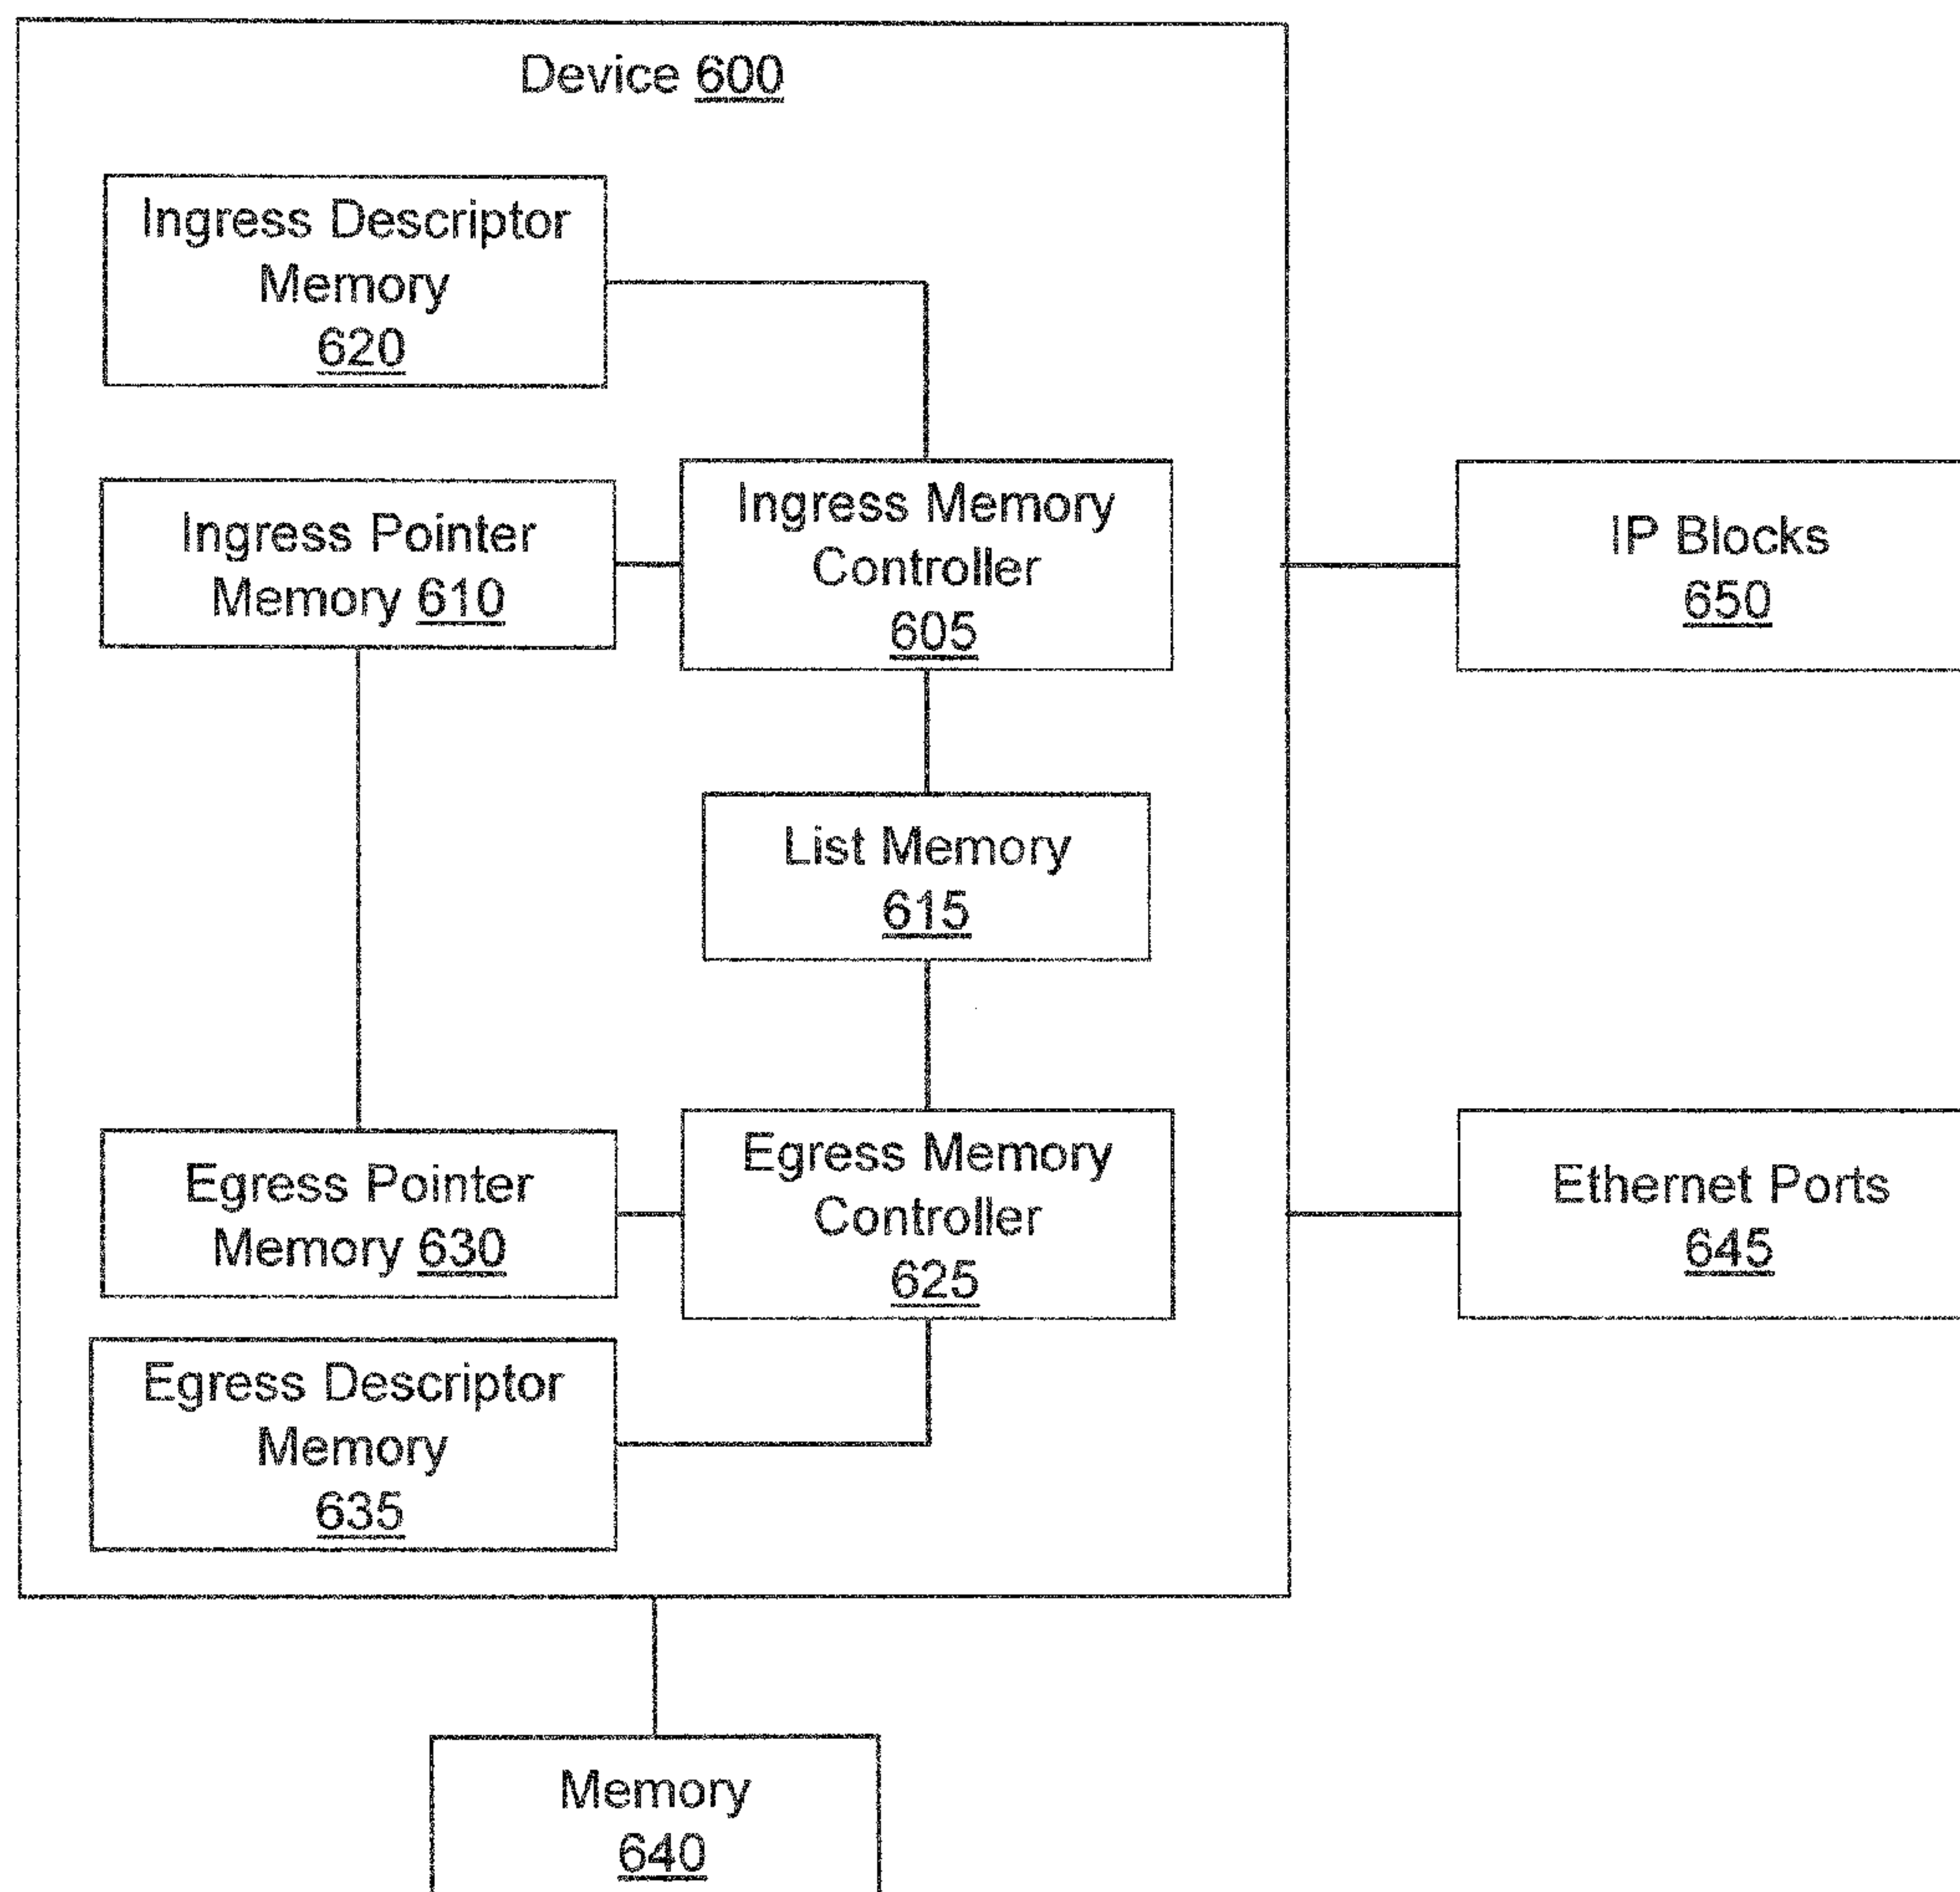 Device 600
Ingress Descriptor
Memory
620
Ingress Pointer
Memory 610
Ingress Memory
Controller
605
IP Blocks
650
List Memory
615
Egress Pointer
Memory 630
Egress Memory
Controller
625
Ethernet Ports
645
Egress Descriptor
Memory
635
Memory
640